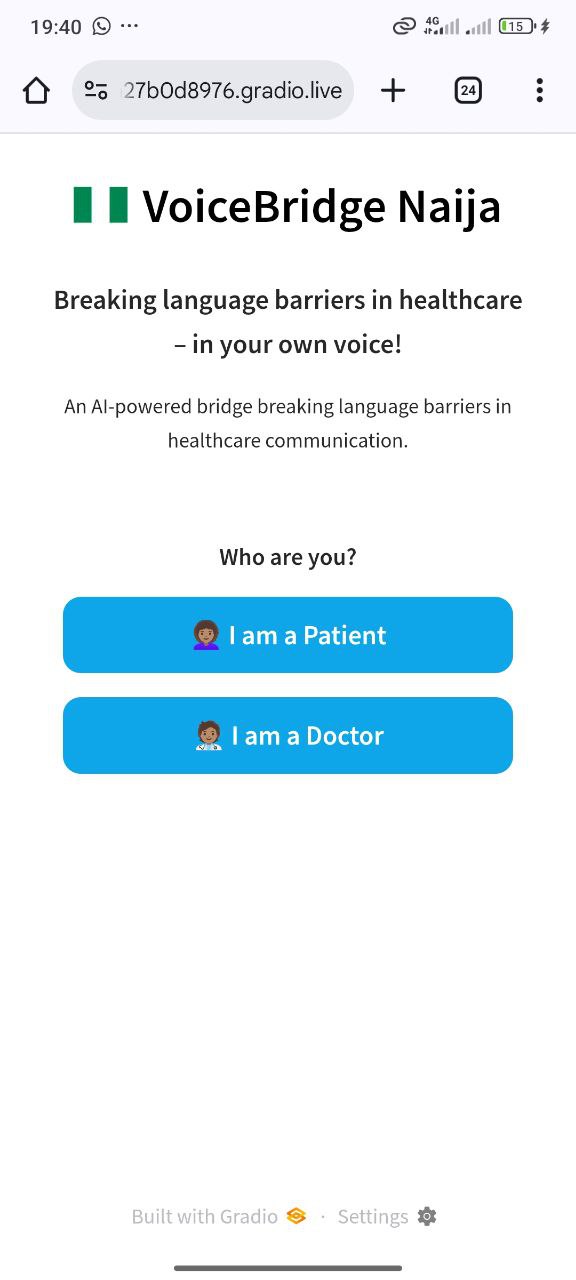 19:40
4G
15
27b0d8976.gradio.live
24
VoiceBridge Naija
Breaking language barriers in healthcare
– in your own voice!
An AI-powered bridge breaking language barriers in
healthcare communication.
Who are you?
I am a Patient
I am a Doctor
Built with Gradio · Settings